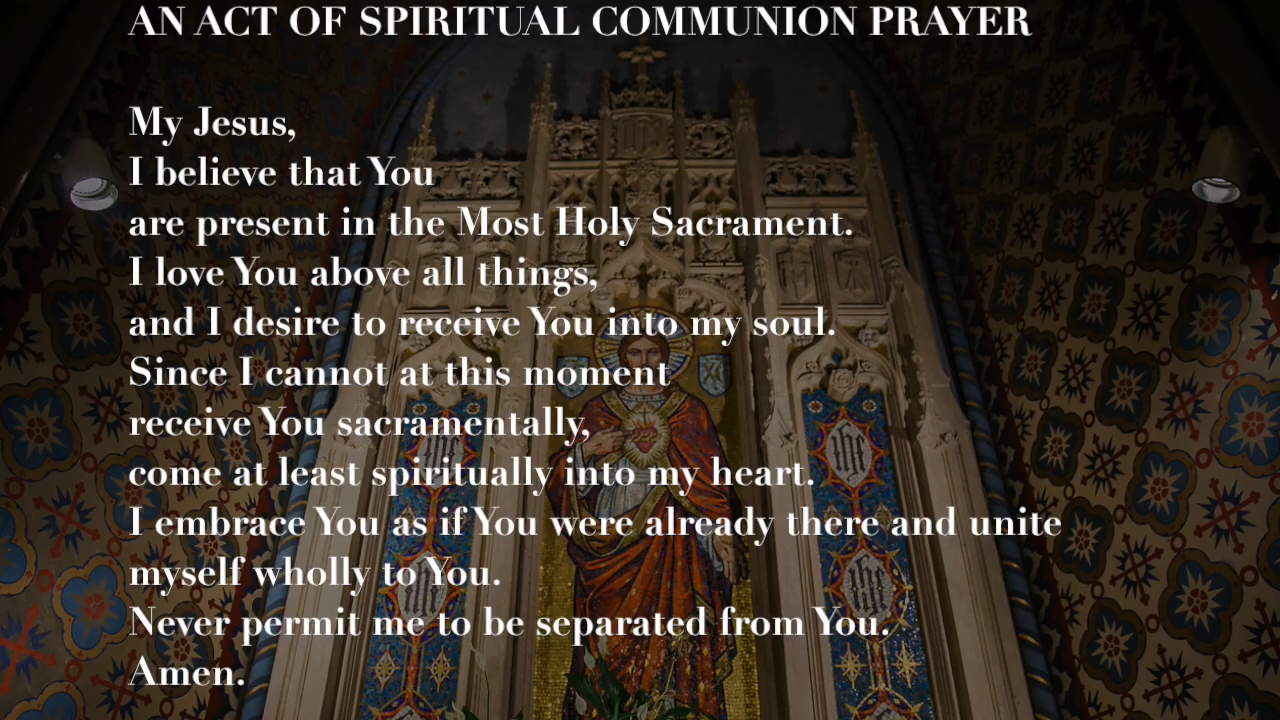 AN ACT OF SPIRITUAL COMMUNION PRAYER
My Jesus,
I believe that You
are present in the Most Holy Sacrament.
I love You above all things,
and I desire to receive You into my soul.
Since I cannot at this moment
receive You sacramentally,
come at least spiritually into my heart.
I embrace You as if You were already there and unite
myself wholly to You.
Never permit me to be separated from You.
Amen.
ihc
ihc
ihc